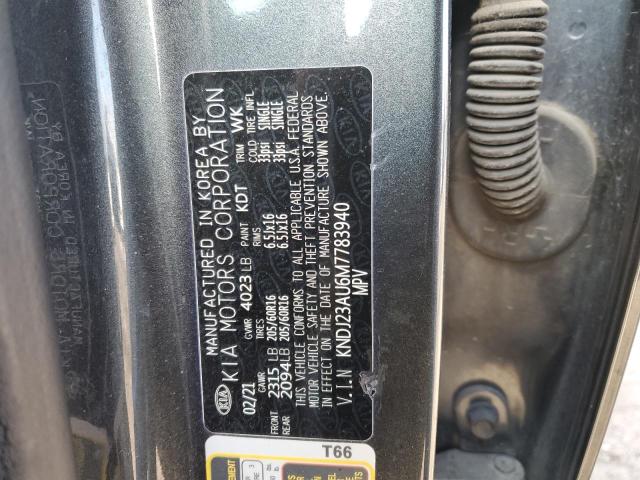 KIA
MANUFACTURED IN KOREA BY
KIA MOTORS CORPORATION
02/21 GVWR 4023 LB PAINT KDT TRIM WK
GAWR TIRES RIMS COLD TIRE INFL
FRONT 2315 LB 205/60R16 6.5Jx16 33psi SINGLE
REAR 2094 LB 205/60R16 6.5Jx16 33psi SINGLE
THIS VEHICLE CONFORMS TO ALL APPLICABLE U.S.A. FEDERAL
MOTOR VEHICLE SAFETY, BUMPER, AND THEFT PREVENTION STANDARDS
IN EFFECT ON THE DATE OF MANUFACTURE SHOWN ABOVE.
V.I.N KNDJ23AU6M7783940
MPV
T66